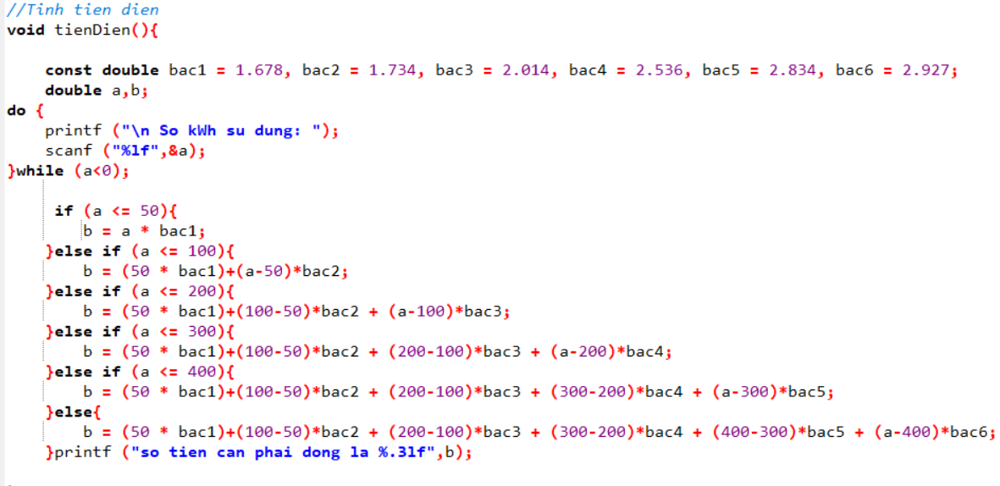 //Tinh tien dien
void tienDien(){
const double bac1 = 1.678, bac2 = 1.734, bac3 = 2.014, bac4 = 2.536, bac5 = 2.834, bac6 = 2.927;
double a,b;
do {
printf ("\n So kWh su dung: ");
scanf ("%lf",&a);
}while (a<0);
if (a <= 50){
b = a * bac1;
}else if (a <= 100){
b = (50 * bac1)+(a-50)*bac2;
}else if (a <= 200){
b = (50 * bac1)+(100-50)*bac2 + (a-100)*bac3;
}else if (a <= 300){
b = (50 * bac1)+(100-50)*bac2 + (200-100)*bac3 + (a-200)*bac4;
}else if (a <= 400){
b = (50 * bac1)+(100-50)*bac2 + (200-100)*bac3 + (300-200)*bac4 + (a-300)*bac5;
}else{
b = (50 * bac1)+(100-50)*bac2 + (200-100)*bac3 + (300-200)*bac4 + (400-300)*bac5 + (a-400)*bac6;
}printf ("so tien can phai dong la %.3lf",b);